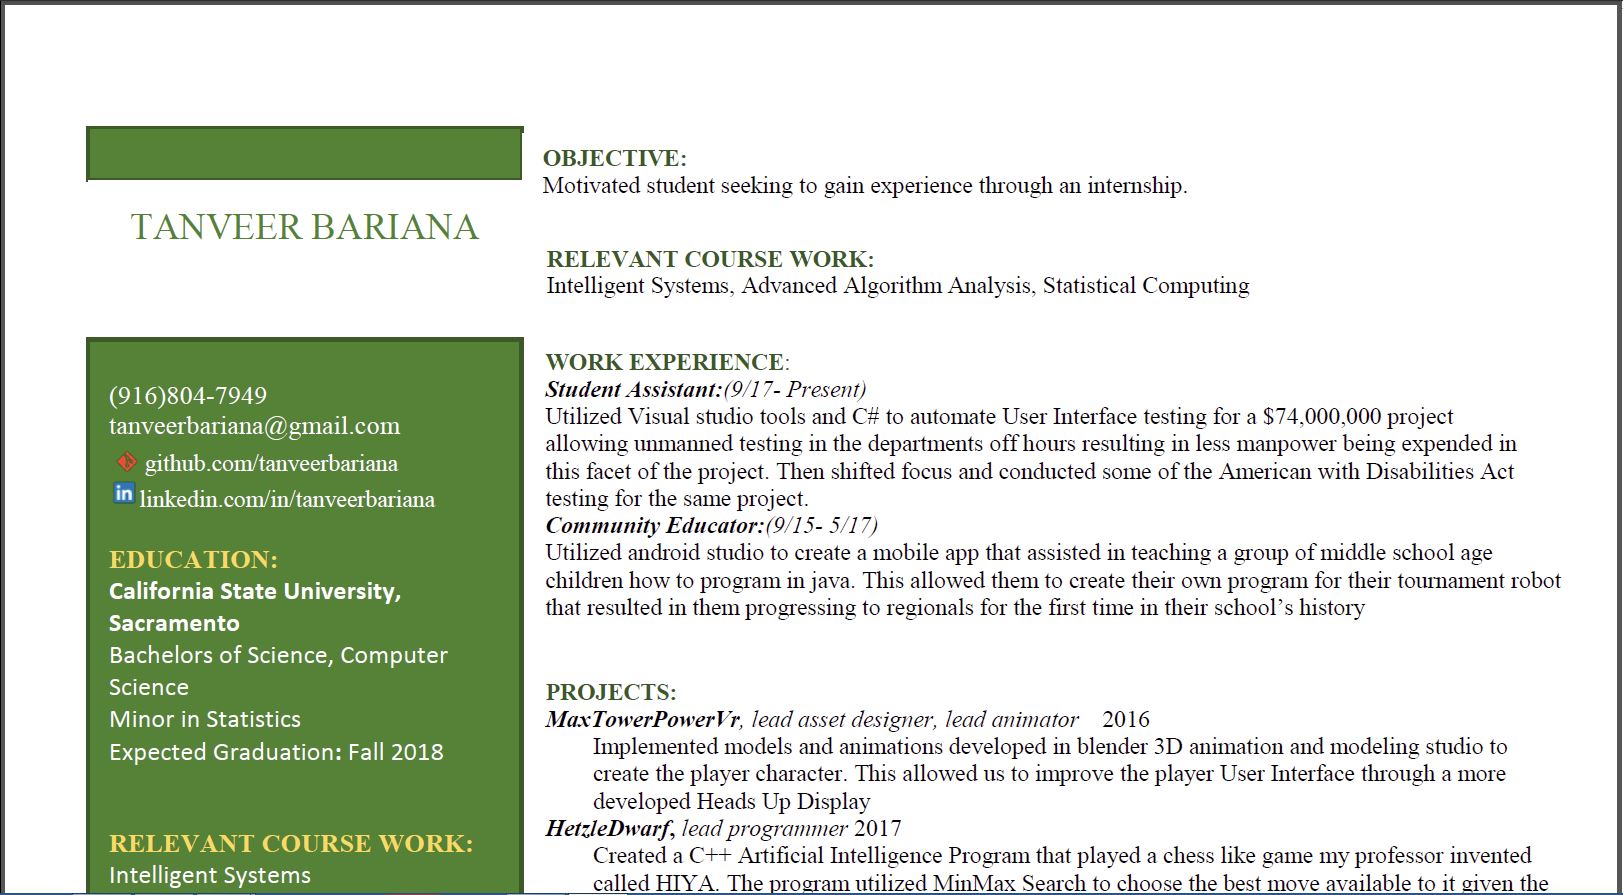 TANVEER BARIANA
(916)804-7949
tanveerbariana@gmail.com
github.com/tanveerbariana
in linkedin.com/in/tanveerbariana
EDUCATION:
California State University,
Sacramento
Bachelors of Science, Computer
Science
Minor in Statistics
Expected Graduation: Fall 2018
RELEVANT COURSE WORK:
Intelligent Systems
OBJECTIVE:
Motivated student seeking to gain experience through an internship.
RELEVANT COURSE WORK:
Intelligent Systems, Advanced Algorithm Analysis, Statistical Computing
WORK EXPERIENCE:
Student Assistant:(9/17- Present)
Utilized Visual studio tools and C# to automate User Interface testing for a $74,000,000 project
allowing unmanned testing in the departments off hours resulting in less manpower being expended in
this facet of the project. Then shifted focus and conducted some of the American with Disabilities Act
testing for the same project.
Community Educator:(9/15- 5/17)
Utilized android studio to create a mobile app that assisted in teaching a group of middle school age
children how to program in java. This allowed them to create their own program for their tournament robot
that resulted in them progressing to regionals for the first time in their school’s history
PROJECTS:
MaxTowerPowerVr, lead asset designer, lead animator 2016
Implemented models and animations developed in blender 3D animation and modeling studio to
create the player character. This allowed us to improve the player User Interface through a more
developed Heads Up Display
HetzleDwarf, lead programmer 2017
Created a C++ Artificial Intelligence Program that played a chess like game my professor invented
called HIYA. The program utilized MinMax Search to choose the best move available to it given the